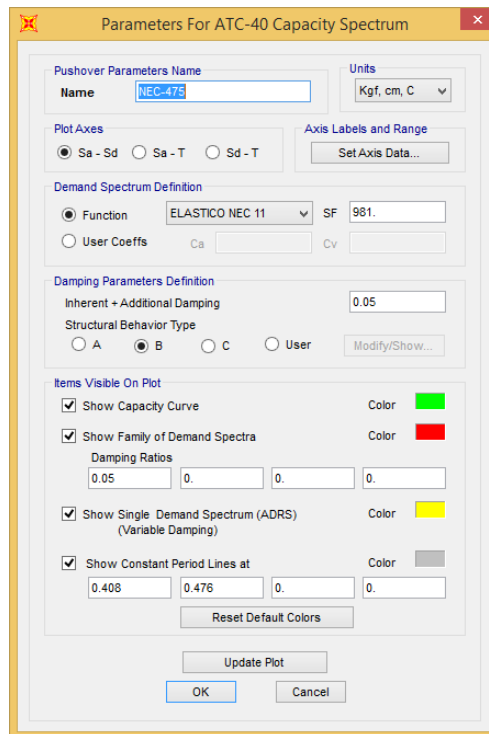 Parameters For ATC-40 Capacity Spectrum
Pushover Parameters Name
Name NEC-475
Units
Kgf, cm, C
Plot Axes
Sa - Sd Sa - T Sd - T
Axis Labels and Range
Set Axis Data...
Demand Spectrum Definition
Function ELASTICO NEC 11 SF 981.
User Coeffs Ca Cv
Damping Parameters Definition
Inherent + Additional Damping 0.05
Structural Behavior Type
A B C User Modify/Show...
Items Visible On Plot
Show Capacity Curve Color
Show Family of Demand Spectra Color
Damping Ratios
0.05 0. 0. 0.
Show Single Demand Spectrum (ADRS) Color
(Variable Damping)
Show Constant Period Lines at Color
0.408 0.476 0. 0.
Reset Default Colors
Update Plot
OK Cancel